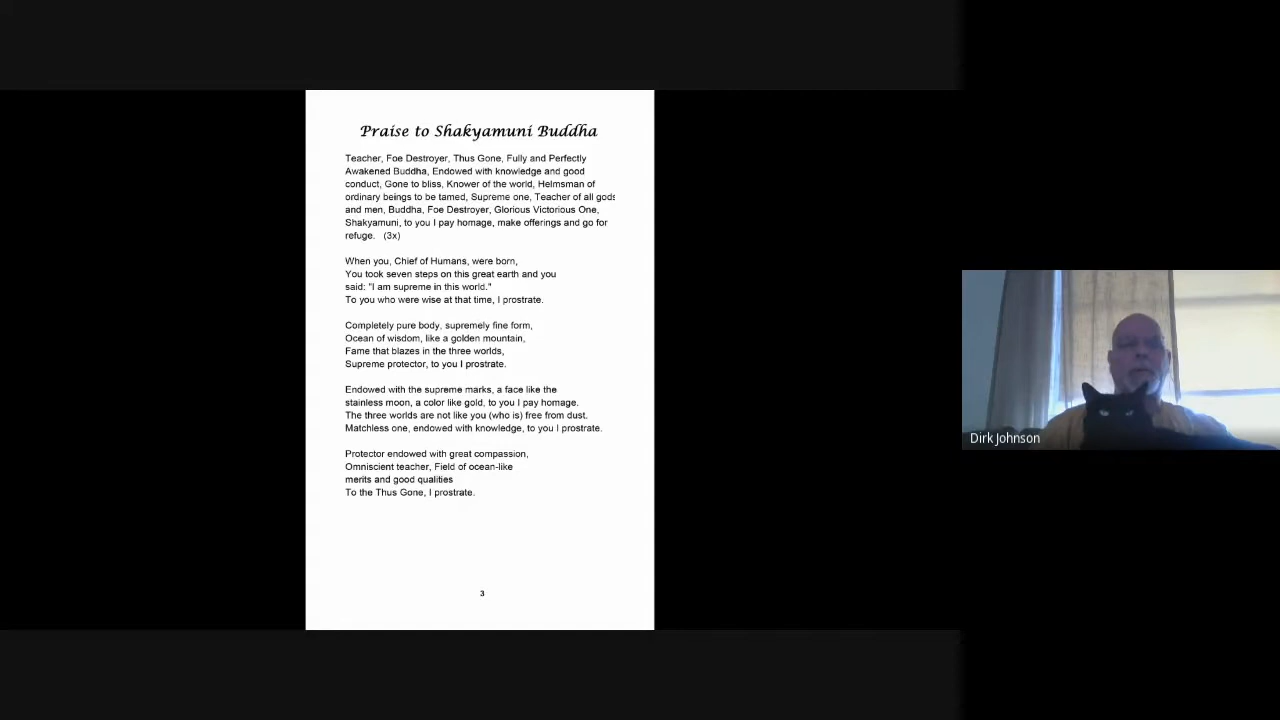 Praise to Shakyamuni Buddha
Teacher, Foe Destroyer, Thus Gone, Fully and Perfectly
Awakened Buddha, Endowed with knowledge and good
conduct, Gone to bliss, Knower of the world, Helmsman of
ordinary beings to be tamed, Supreme one, Teacher of all gods
and men, Buddha, Foe Destroyer, Glorious Victorious One,
Shakyamuni, to you I pay homage, make offerings and go for
refuge. (3x)
When you, Chief of Humans, were born,
You took seven steps on this great earth and you
said: "I am supreme in this world."
To you who were wise at that time, I prostrate.
Completely pure body, supremely fine form,
Ocean of wisdom, like a golden mountain,
Fame that blazes in the three worlds,
Supreme protector, to you I prostrate.
Endowed with the supreme marks, a face like the
stainless moon, a color like gold, to you I pay homage.
The three worlds are not like you (who is) free from dust.
Matchless one, endowed with knowledge, to you I prostrate.
Protector endowed with great compassion,
Omniscient teacher, Field of ocean-like
merits and good qualities
To the Thus Gone, I prostrate.
3
Dirk Johnson